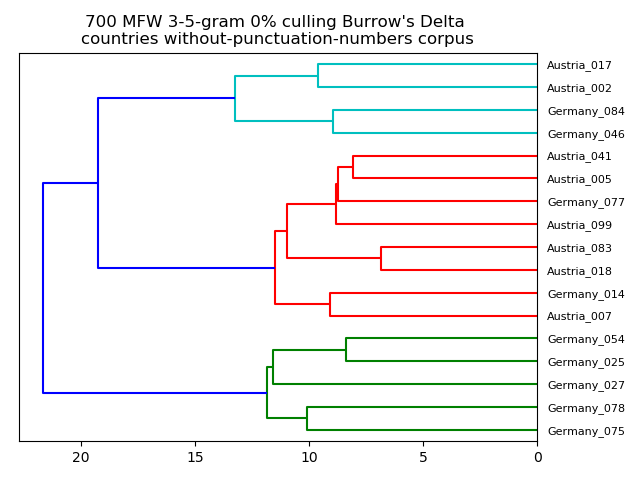 700 MFW 3-5-gram 0% culling Burrow's Delta
countries without-punctuation-numbers corpus
Austria_017
Austria_002
Germany_084
Germany_046
Austria_041
Austria_005
Germany_077
Austria_099
Austria_083
Austria_018
Germany_014
Austria_007
Germany_054
Germany_025
Germany_027
Germany_078
Germany_075
20 15 10 5 0